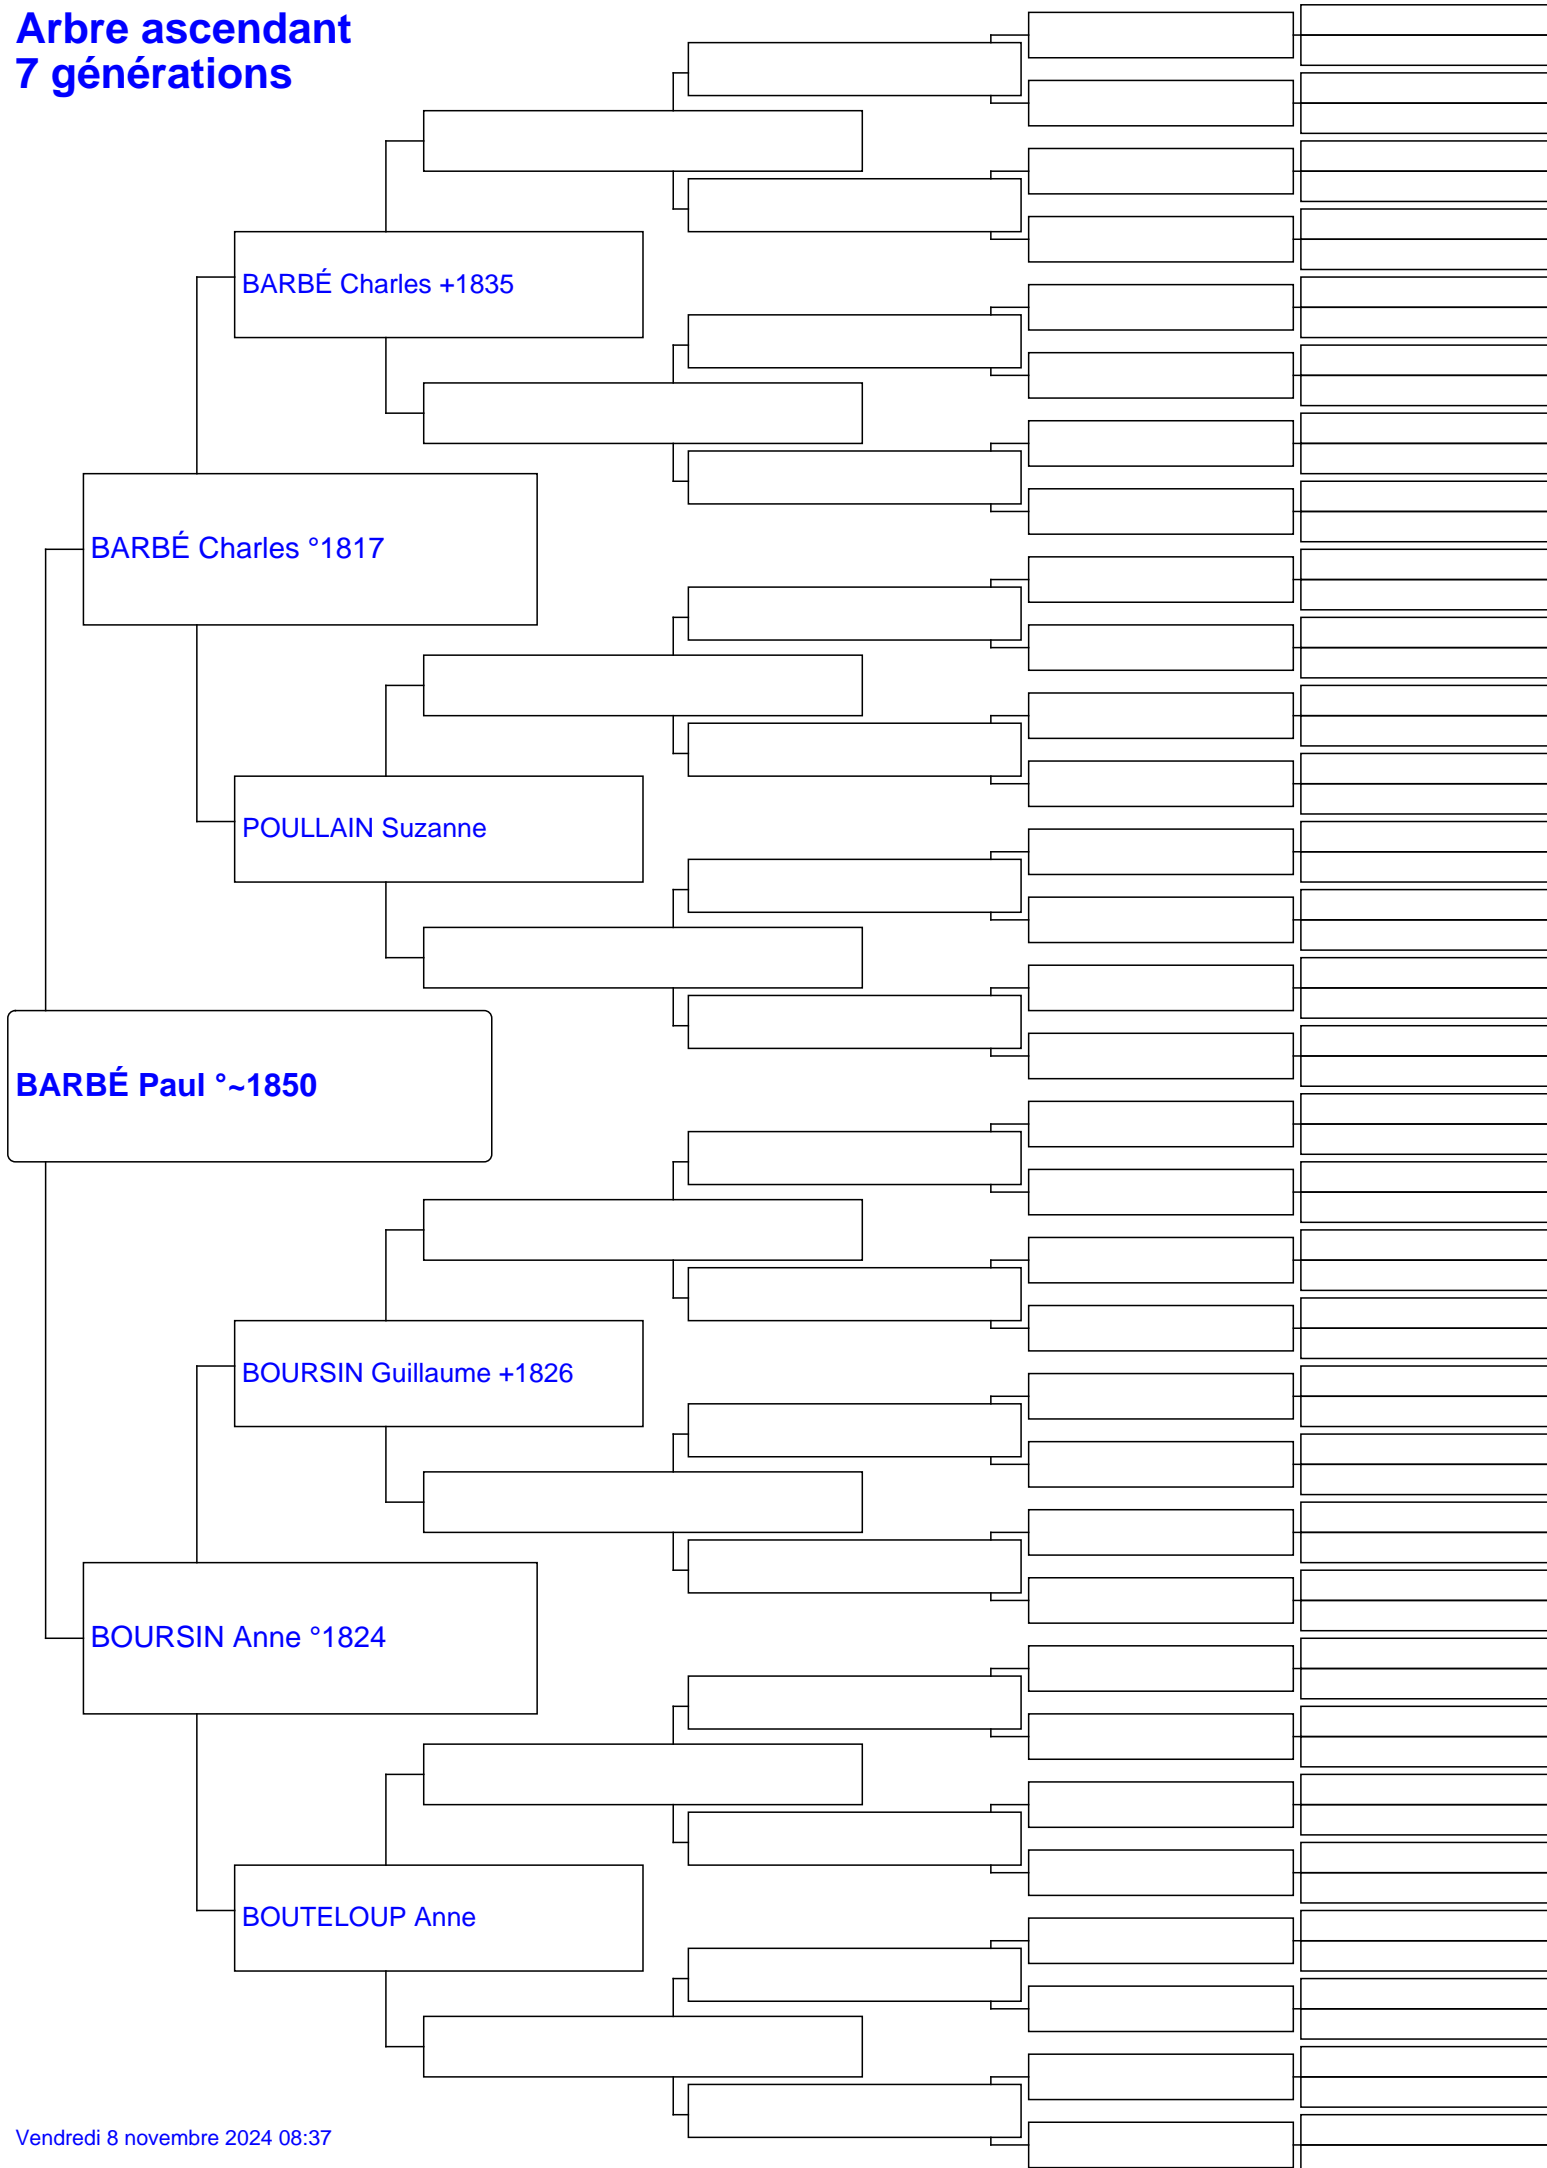 Arbre ascendant
7 générations
BARBÉ Charles +1835
BARBÉ Charles °1817
POULLAIN Suzanne
BARBÉ Paul °~1850
BOURSIN Guillaume +1826
BOURSIN Anne °1824
BOUTELOUP Anne
Vendredi 8 novembre 2024 08:37